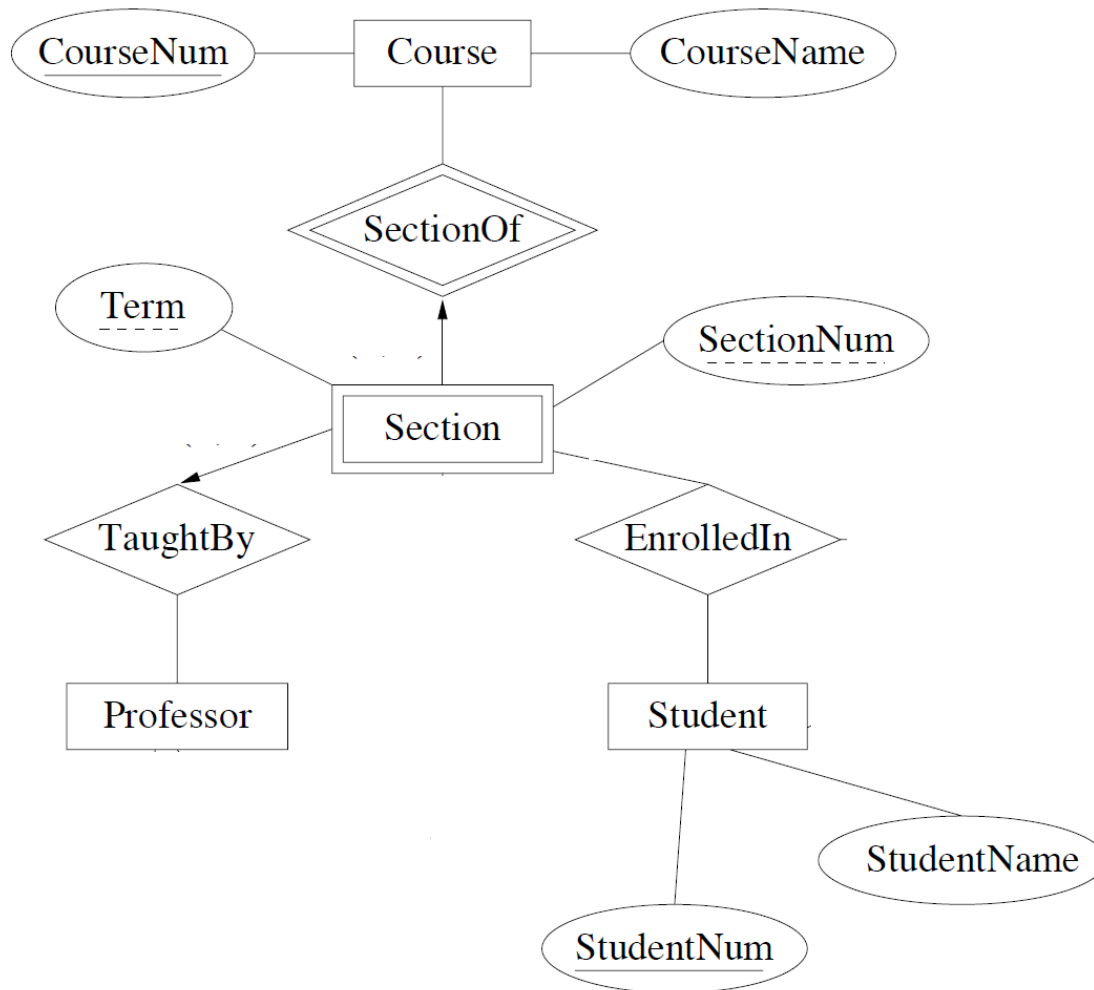 CourseNum
Course
CourseName
SectionOf
Term
SectionNum
Section
TaughtBy
EnrolledIn
Professor
Student
StudentName
StudentNum